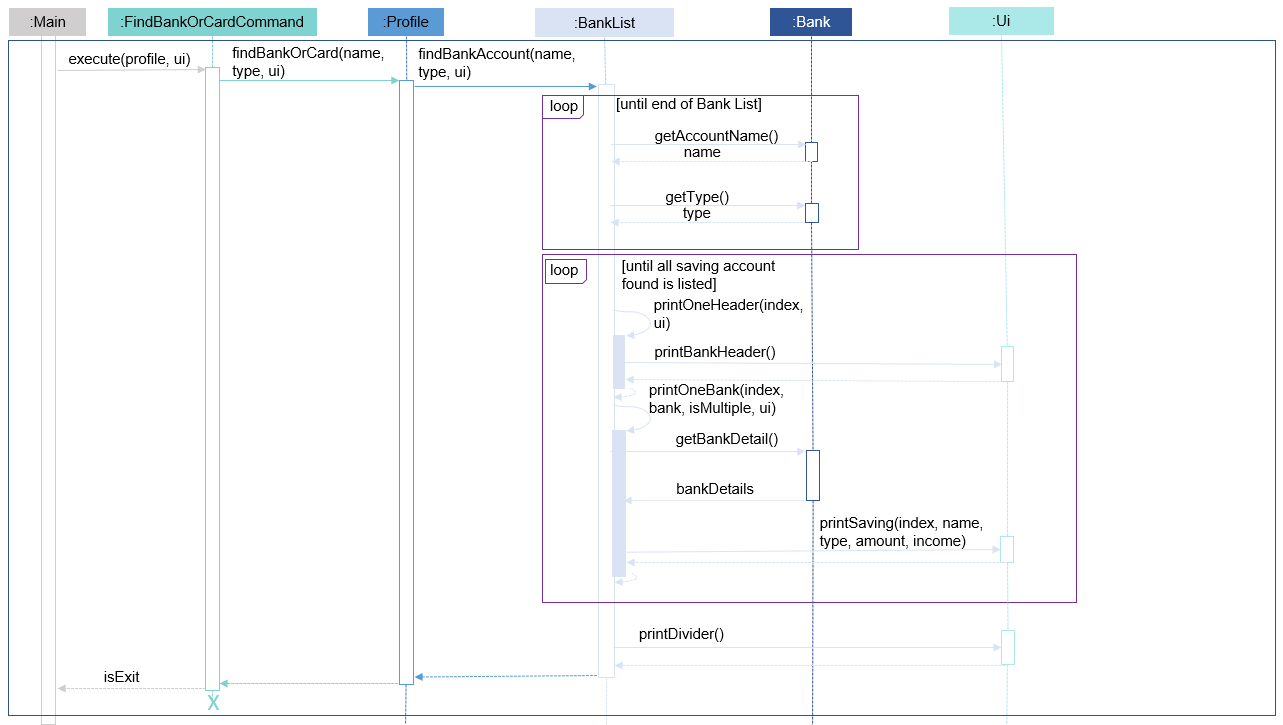 :Main
:FindBankOrCardCommand
:Profile
:BankList
:Bank
:Ui
execute(profile, ui)
findBankOrCard(name,
type, ui)
findBankAccount(name,
type, ui)
loop
[until end of Bank List]
getAccountName()
name
getType()
type
loop
[until all saving account
found is listed]
printOneHeader(index,
ui)
printBankHeader()
printOneBank(index,
bank, isMultiple, ui)
getBankDetail()
bankDetails
printSaving(index, name,
type, amount, income)
printDivider()
isExit
X